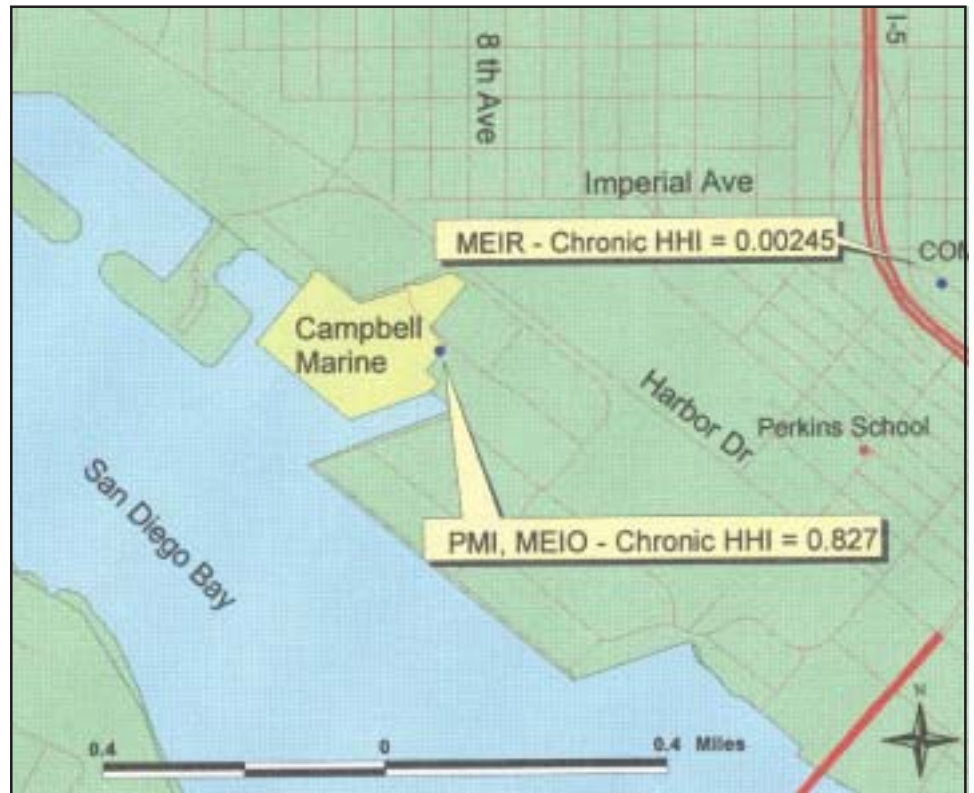 8 th Ave
I-5
Imperial Ave
MEIR - Chronic HHI = 0.00245
COM
Campbell
Marine
Harbor Dr
Perkins School
San Diego Bay
PMI, MEIO - Chronic HHI = 0.827
N
0.4
0
0.4 Miles